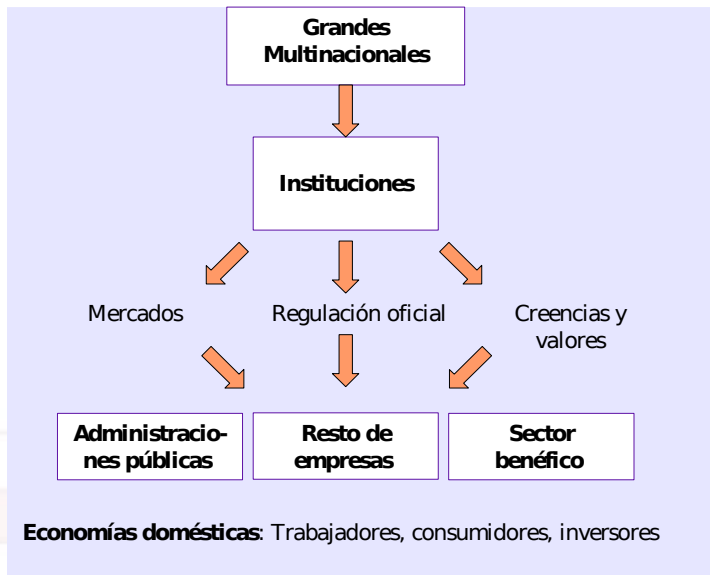 Grandes
Multinacionales
Instituciones
Mercados
Regulación oficial
Creencias y
valores
Administracio-
nes públicas
Resto de
empresas
Sector
benéfico
Economías domésticas: Trabajadores, consumidores, inversores